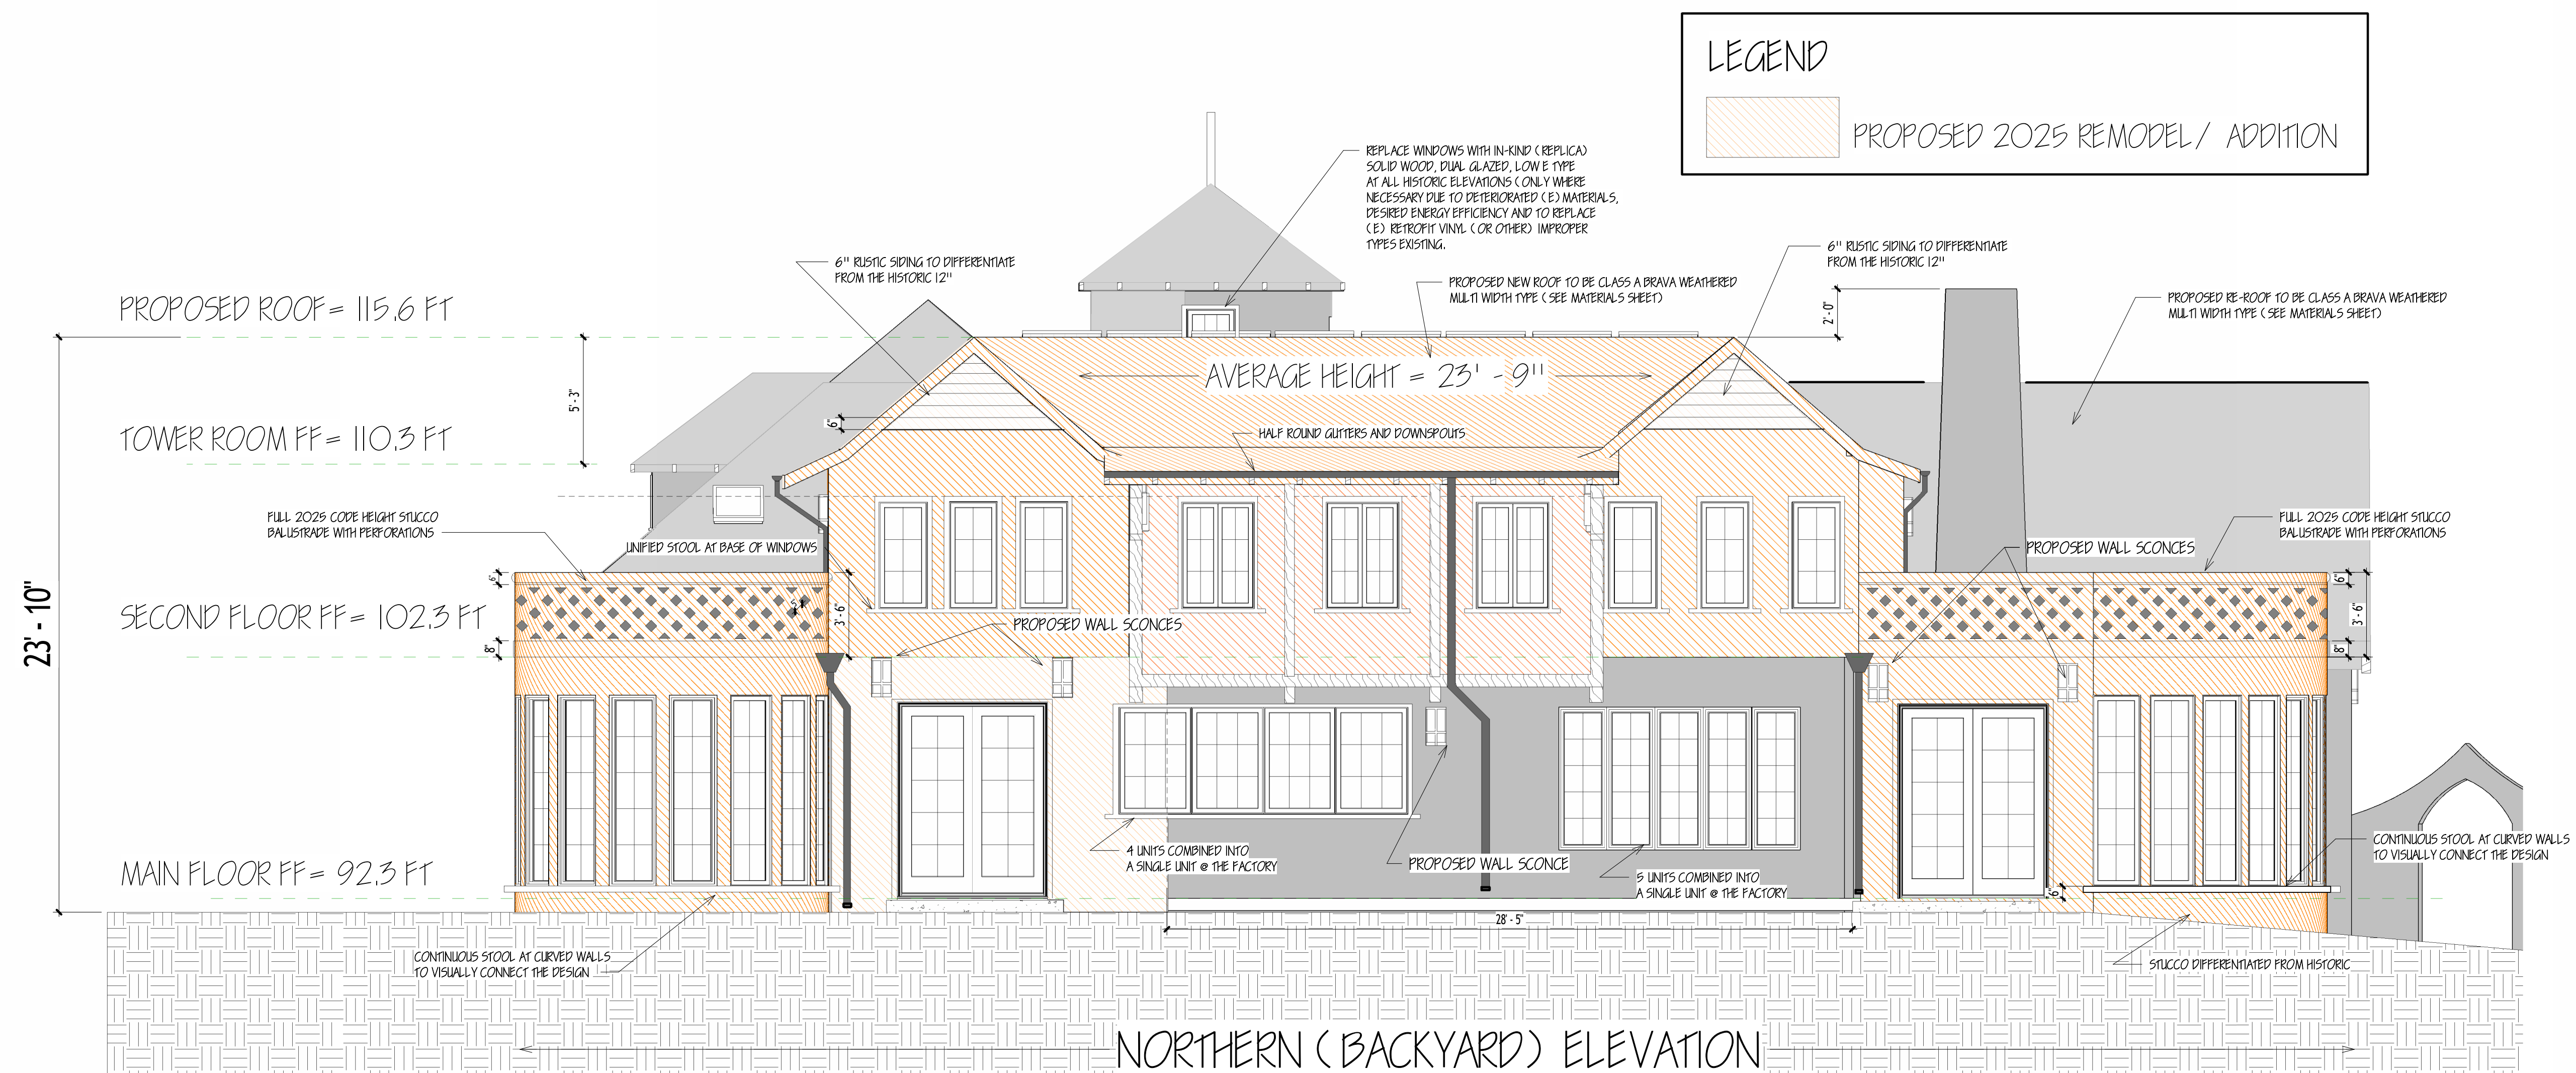 LEGEND
PROPOSED 2025 REMODEL/ ADDITION
REPLACE WINDOWS WITH IN-KIND (REPLICA)
SOLID WOOD, DUAL GLAZED, LOW E TYPE
AT ALL HISTORIC ELEVATIONS (ONLY WHERE
NECESSARY DUE TO DETERIORATED (E) MATERIALS,
DESIRED ENERGY EFFICIENCY AND TO REPLACE
(E) RETROFIT VINYL (OR OTHER) IMPROPER
TYPES EXISTING.
6" RUSTIC SIDING TO DIFFERENTIATE
FROM THE HISTORIC 12"
6" RUSTIC SIDING TO DIFFERENTIATE
FROM THE HISTORIC 12"
PROPOSED NEW ROOF TO BE CLASS A BRAVA WEATHERED
MULTI WIDTH TYPE (SEE MATERIALS SHEET)
PROPOSED RE-ROOF TO BE CLASS A BRAVA WEATHERED
MULTI WIDTH TYPE (SEE MATERIALS SHEET)
PROPOSED ROOF= 115.6 FT
2' - 0"
AVERAGE HEIGHT = 23' - 9"
5' - 3"
6"
TOWER ROOM FF= 110.3 FT
HALF ROUND GUTTERS AND DOWNSPOUTS
FULL 2025 CODE HEIGHT STUCCO
BALUSTRADE WITH PERFORATIONS
UNIFIED STOOL AT BASE OF WINDOWS
FULL 2025 CODE HEIGHT STUCCO
BALUSTRADE WITH PERFORATIONS
PROPOSED WALL SCONCES
6"
6"
SECOND FLOOR FF= 102.3 FT
3' - 6"
3' - 6"
PROPOSED WALL SCONCES
23' - 10"
8"
8"
4 UNITS COMBINED INTO
A SINGLE UNIT @ THE FACTORY
PROPOSED WALL SCONCE
5 UNITS COMBINED INTO
A SINGLE UNIT @ THE FACTORY
CONTINUOUS STOOL AT CURVED WALLS
TO VISUALLY CONNECT THE DESIGN
MAIN FLOOR FF= 92.3 FT
6"
28' - 5"
CONTINUOUS STOOL AT CURVED WALLS
TO VISUALLY CONNECT THE DESIGN
STUCCO DIFFERENTIATED FROM HISTORIC
NORTHERN (BACKYARD) ELEVATION